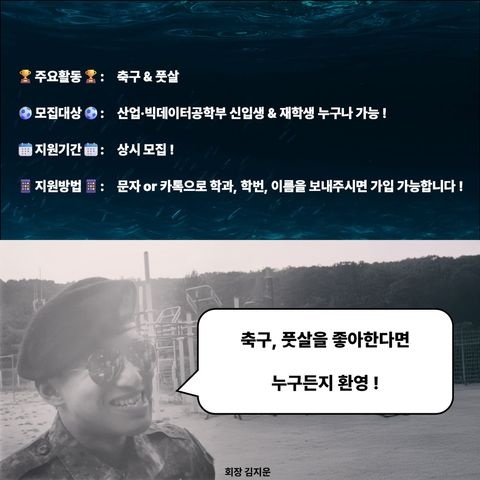 🏆 주요활동 🏆 : 축구 & 풋살
⚽ 모집대상 ⚽ : 산업·빅데이터공학부 신입생 & 재학생 누구나 가능 !
🗓️ 지원기간 🗓️ : 상시 모집 !
📱 지원방법 📱 : 문자 or 카톡으로 학과, 학번, 이름을 보내주시면 가입 가능합니다 !
축구, 풋살을 좋아한다면
누구든지 환영 !
회장 김지운